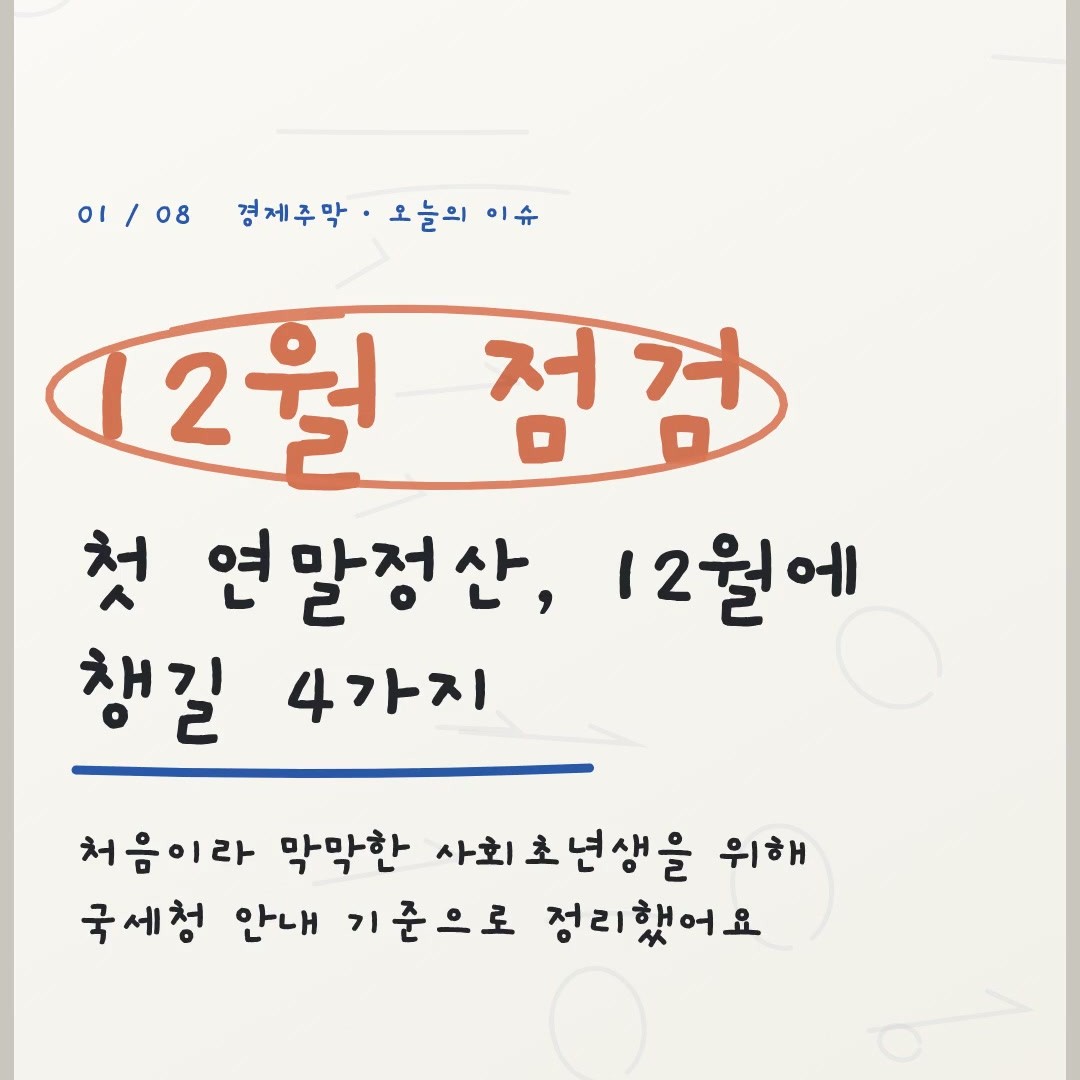 01 / 08 경제주막 · 오늘의 이슈
12월 점검
첫 연말정산, 12월에
챙길 4가지
처음이라 막막한 사회초년생을 위해
국세청 안내 기준으로 정리했어요